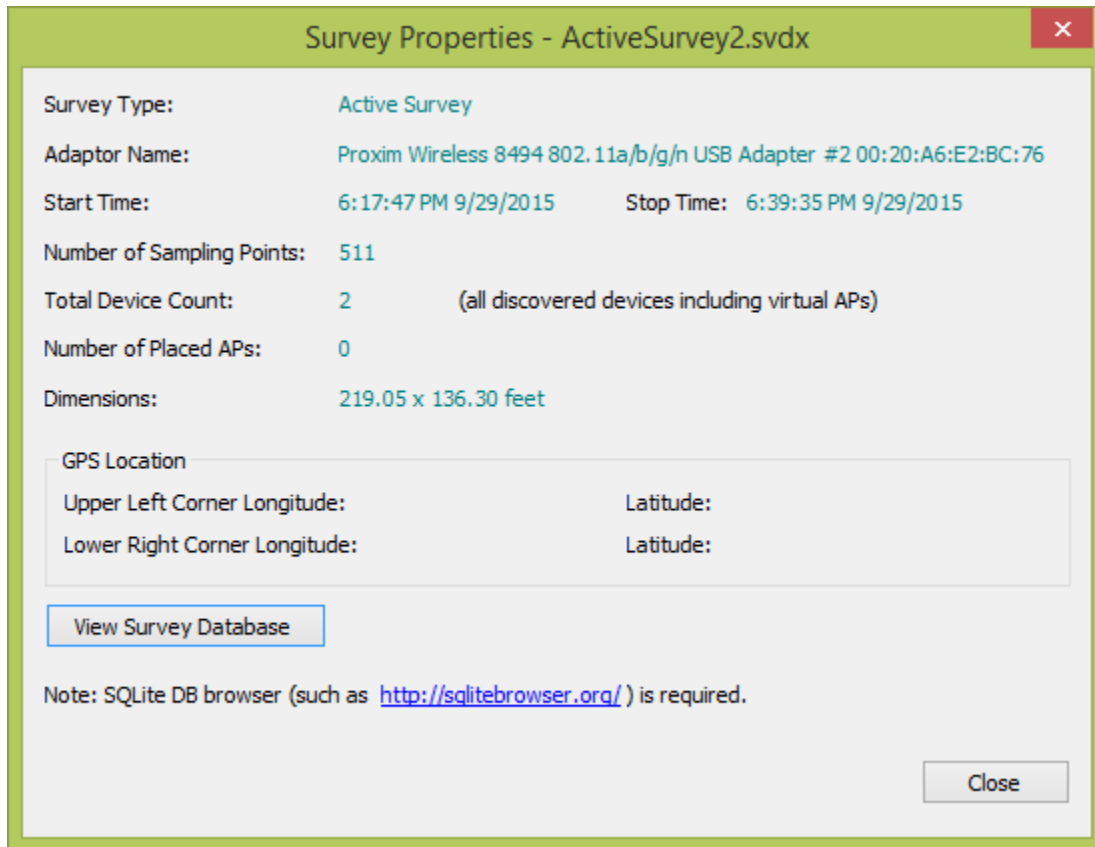 Survey Properties - ActiveSurvey2.svdx
Survey Type: Active Survey
Adaptor Name: Proxim Wireless 8494 802.11a/b/g/n USB Adapter #2 00:20:A6:E2:BC:76
Start Time: 6:17:47 PM 9/29/2015 Stop Time: 6:39:35 PM 9/29/2015
Number of Sampling Points: 511
Total Device Count: 2 (all discovered devices including virtual APs)
Number of Placed APs: 0
Dimensions: 219.05 x 136.30 feet
GPS Location
Upper Left Corner Longitude: Latitude:
Lower Right Corner Longitude: Latitude:
View Survey Database
Note: SQLite DB browser (such as http://sqlitebrowser.org/ ) is required.
Close